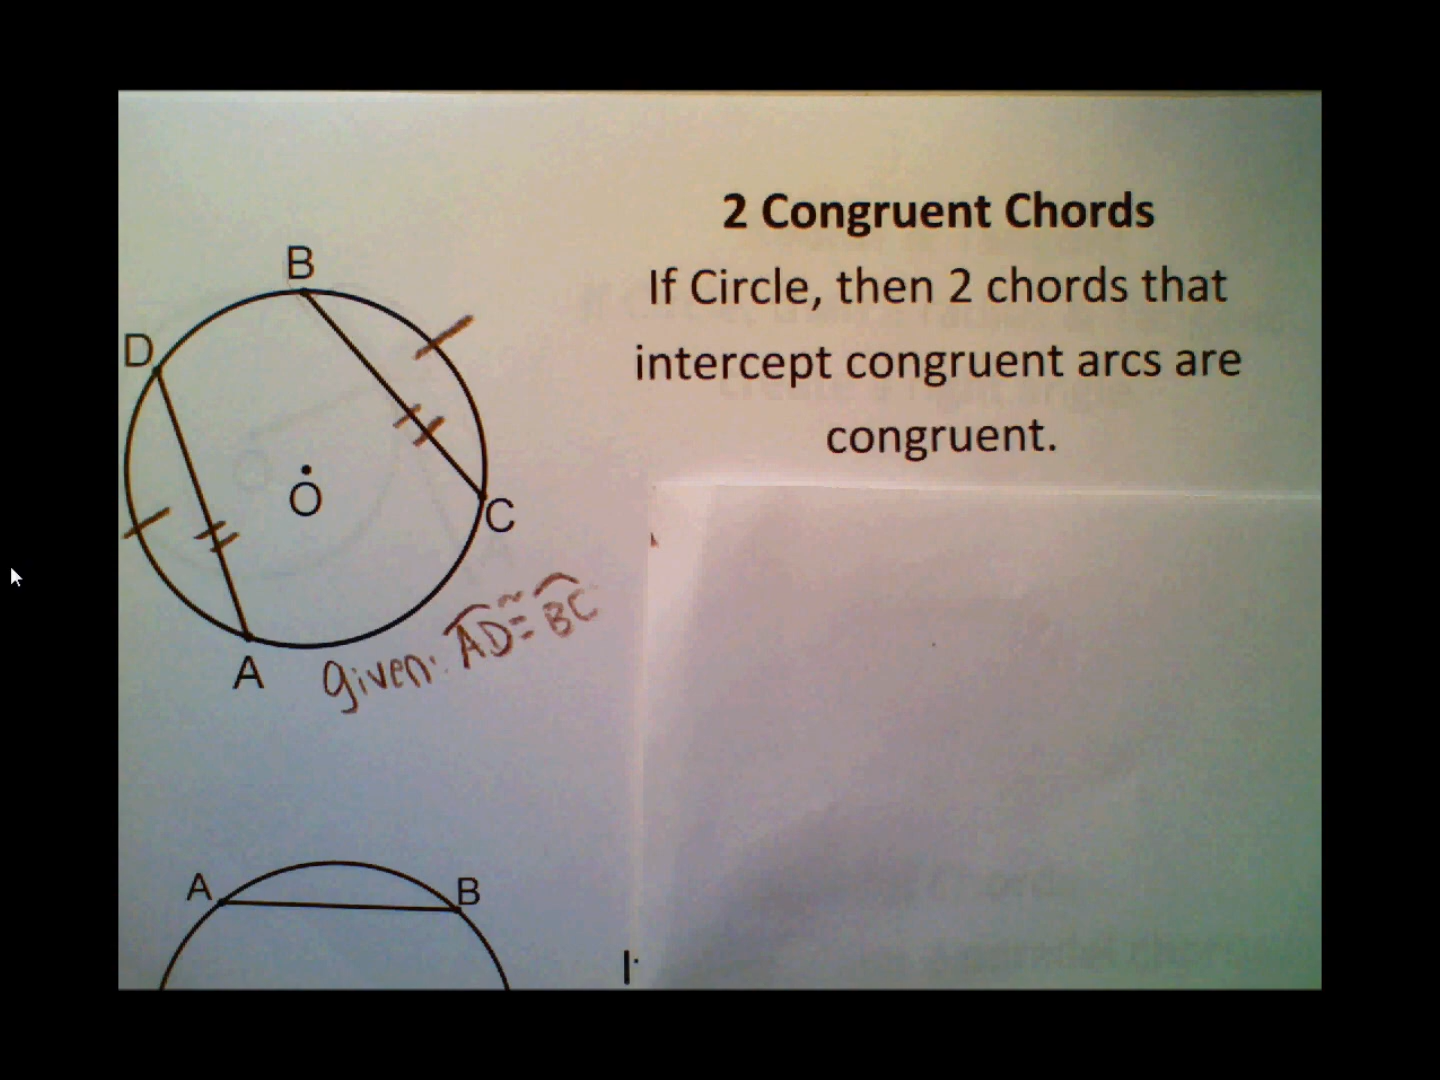 2 Congruent Chords
If Circle, then 2 chords that
intercept congruent arcs are
congruent.
B
D
O
C
A
given: AD ≅ BC
A
B